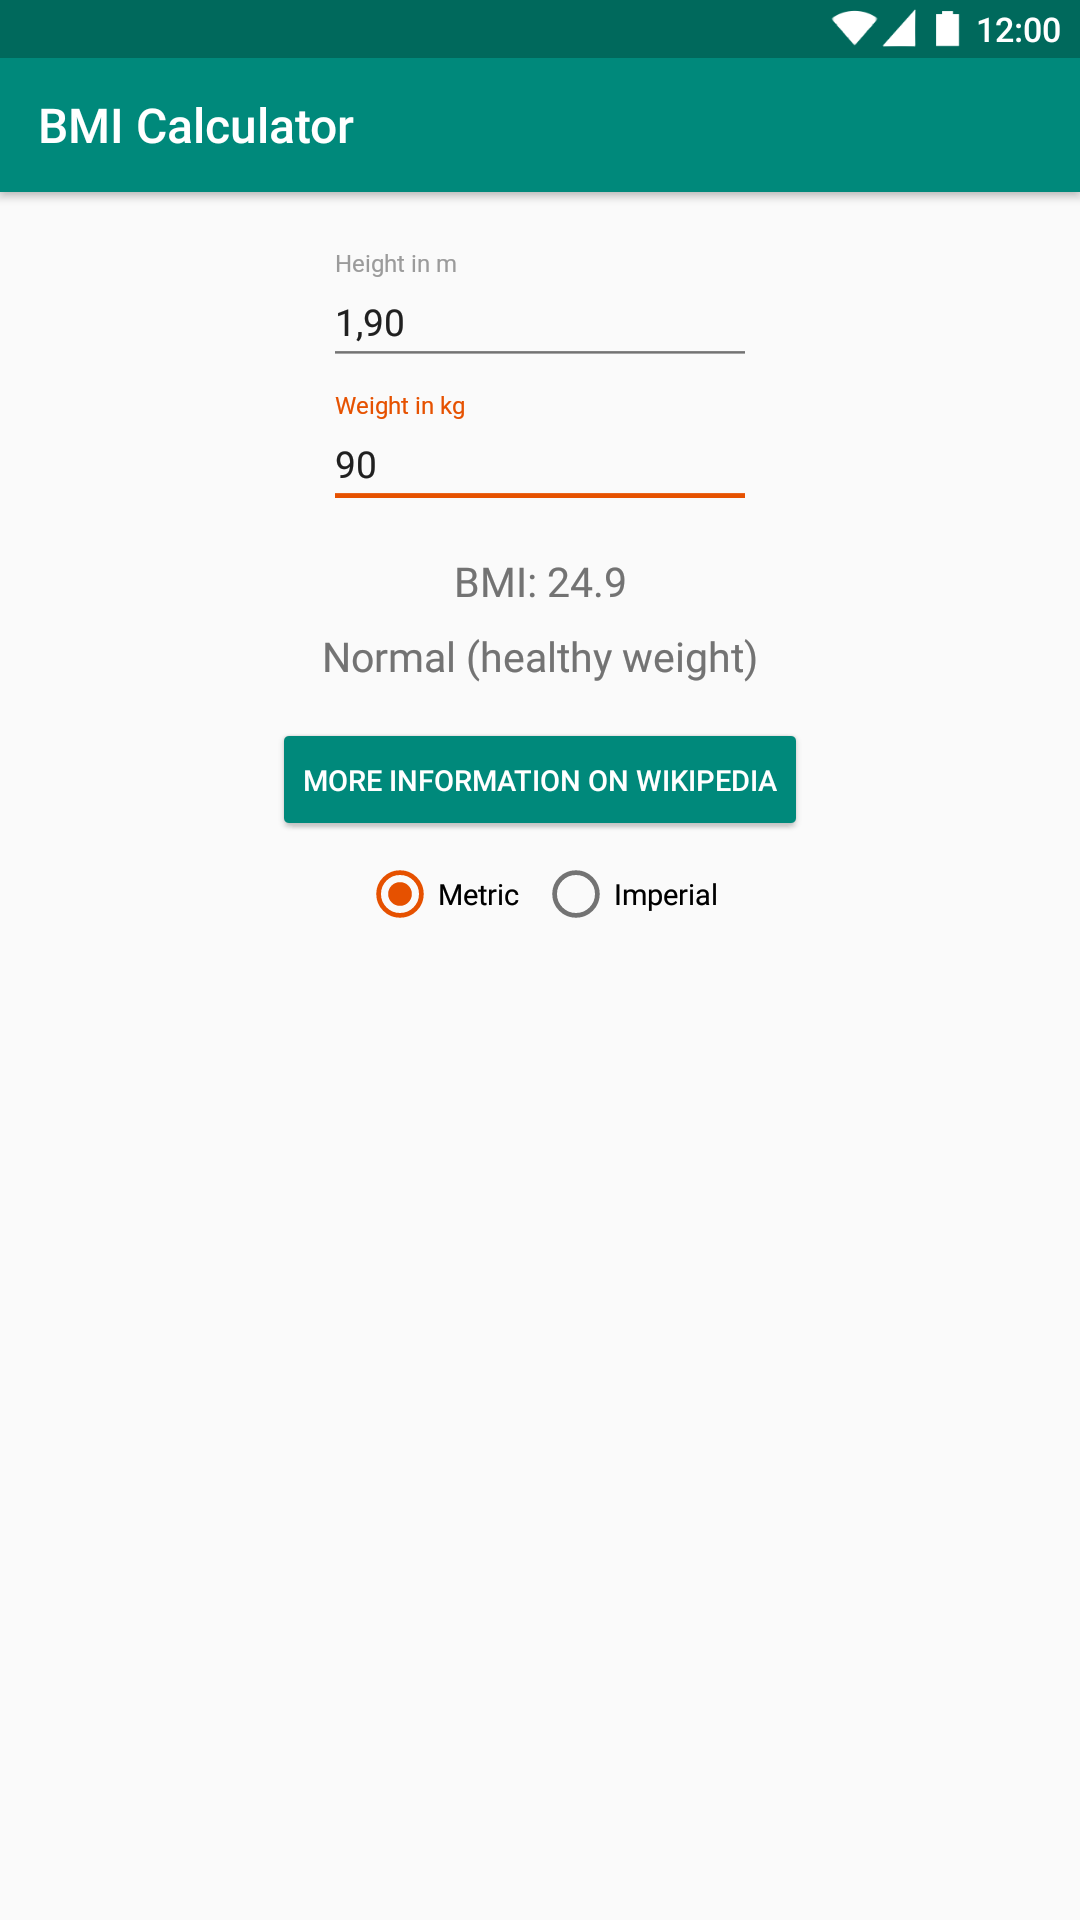 12:00
BMI Calculator
Height in m
1,90
Weight in kg
90
BMI: 24.9
Normal (healthy weight)
MORE INFORMATION ON WIKIPEDIA
Metric Imperial